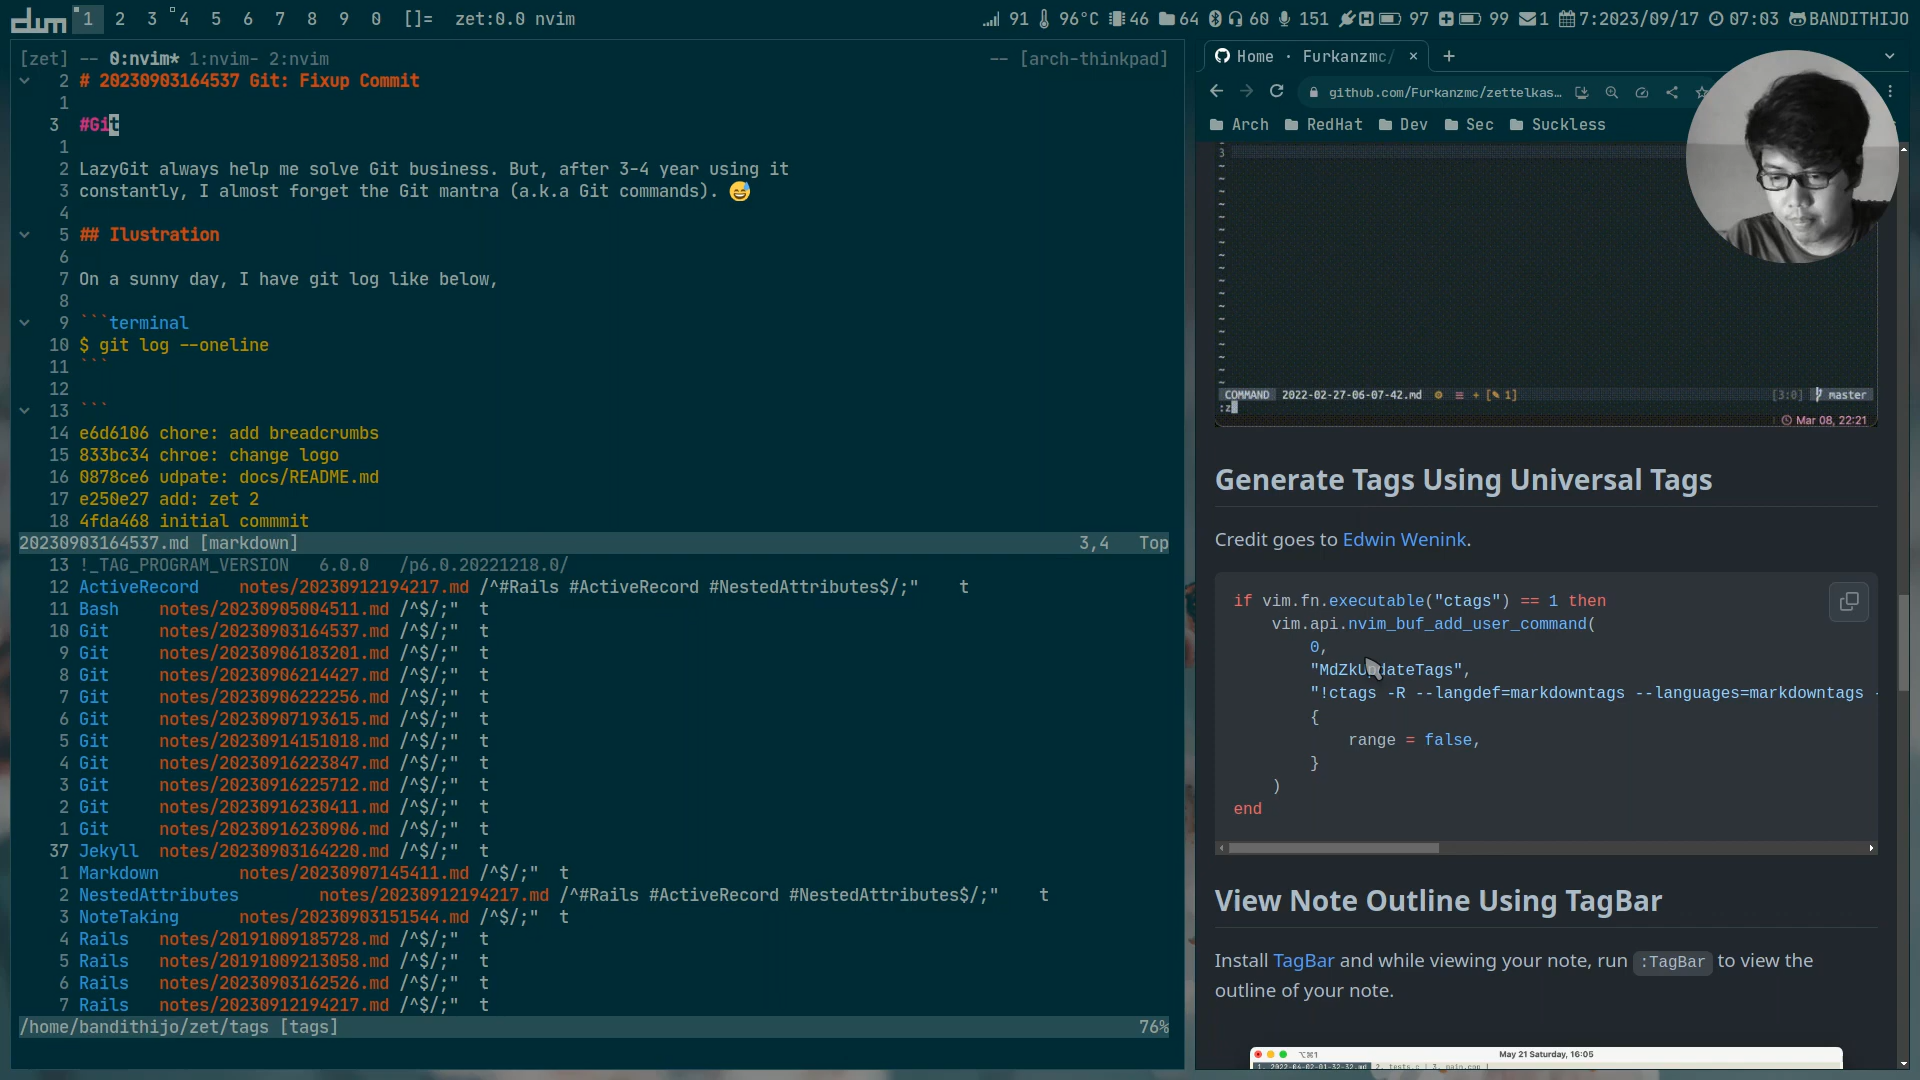 dwm 1 2 3 4 5 6 7 8 9 0 []= zet:0.0 nvim 91 96°C 46 64 60 151 97 99 1 7:2023/09/17 07:03 BANDITHIJO
[zet] -- 0:nvim* 1:nvim- 2:nvim -- [arch-thinkpad]
2 # 20230903164537 Git: Fixup Commit
1
3 #Git
1
2 LazyGit always help me solve Git business. But, after 3-4 year using it
3 constantly, I almost forget the Git mantra (a.k.a Git commands). 😅
4
5 ## Ilustration
6
7 On a sunny day, I have git log like below,
8
9 ```terminal
10 $ git log --oneline
11 ```
12
13 ```
14 e6d6106 chore: add breadcrumbs
15 833bc34 chroe: change logo
16 0878ce6 udpate: docs/README.md
17 e250e27 add: zet 2
18 4fda468 initial commmit
20230903164537.md [markdown] 3,4 Top
13 !_TAG_PROGRAM_VERSION 6.0.0 /p6.0.20221218.0/
12 ActiveRecord notes/20230912194217.md /^#Rails #ActiveRecord #NestedAttributes$/;" t
11 Bash notes/20230905004511.md /^$/;" t
10 Git notes/20230903164537.md /^$/;" t
9 Git notes/20230906183201.md /^$/;" t
8 Git notes/20230906214427.md /^$/;" t
7 Git notes/20230906222256.md /^$/;" t
6 Git notes/20230907193615.md /^$/;" t
5 Git notes/20230914151018.md /^$/;" t
4 Git notes/20230916223847.md /^$/;" t
3 Git notes/20230916225712.md /^$/;" t
2 Git notes/20230916230411.md /^$/;" t
1 Git notes/20230916230906.md /^$/;" t
37 Jekyll notes/20230903164220.md /^$/;" t
1 Markdown notes/20230907145411.md /^$/;" t
2 NestedAttributes notes/20230912194217.md /^#Rails #ActiveRecord #NestedAttributes$/;" t
3 NoteTaking notes/20230903151544.md /^$/;" t
4 Rails notes/20191009185728.md /^$/;" t
5 Rails notes/20191009213058.md /^$/;" t
6 Rails notes/20230903162526.md /^$/;" t
7 Rails notes/20230912194217.md /^$/;" t
/home/bandithijo/zet/tags [tags] 76%
Home · Furkanzmc/ × +
github.com/Furkanzmc/zettelkas…
Arch RedHat Dev Sec Suckless
3
COMMAND 2022-02-27-06-07-42.md + [✎ 1] [3:0] master
:z
Mar 08, 22:21
Generate Tags Using Universal Tags
Credit goes to Edwin Wenink.
if vim.fn.executable("ctags") == 1 then
vim.api.nvim_buf_add_user_command(
0,
"MdZkUpdateTags",
"!ctags -R --langdef=markdowntags --languages=markdowntags -
{
range = false,
}
)
end
View Note Outline Using TagBar
Install TagBar and while viewing your note, run :TagBar to view the
outline of your note.
⌥⌘1 May 21 Saturday, 16:05